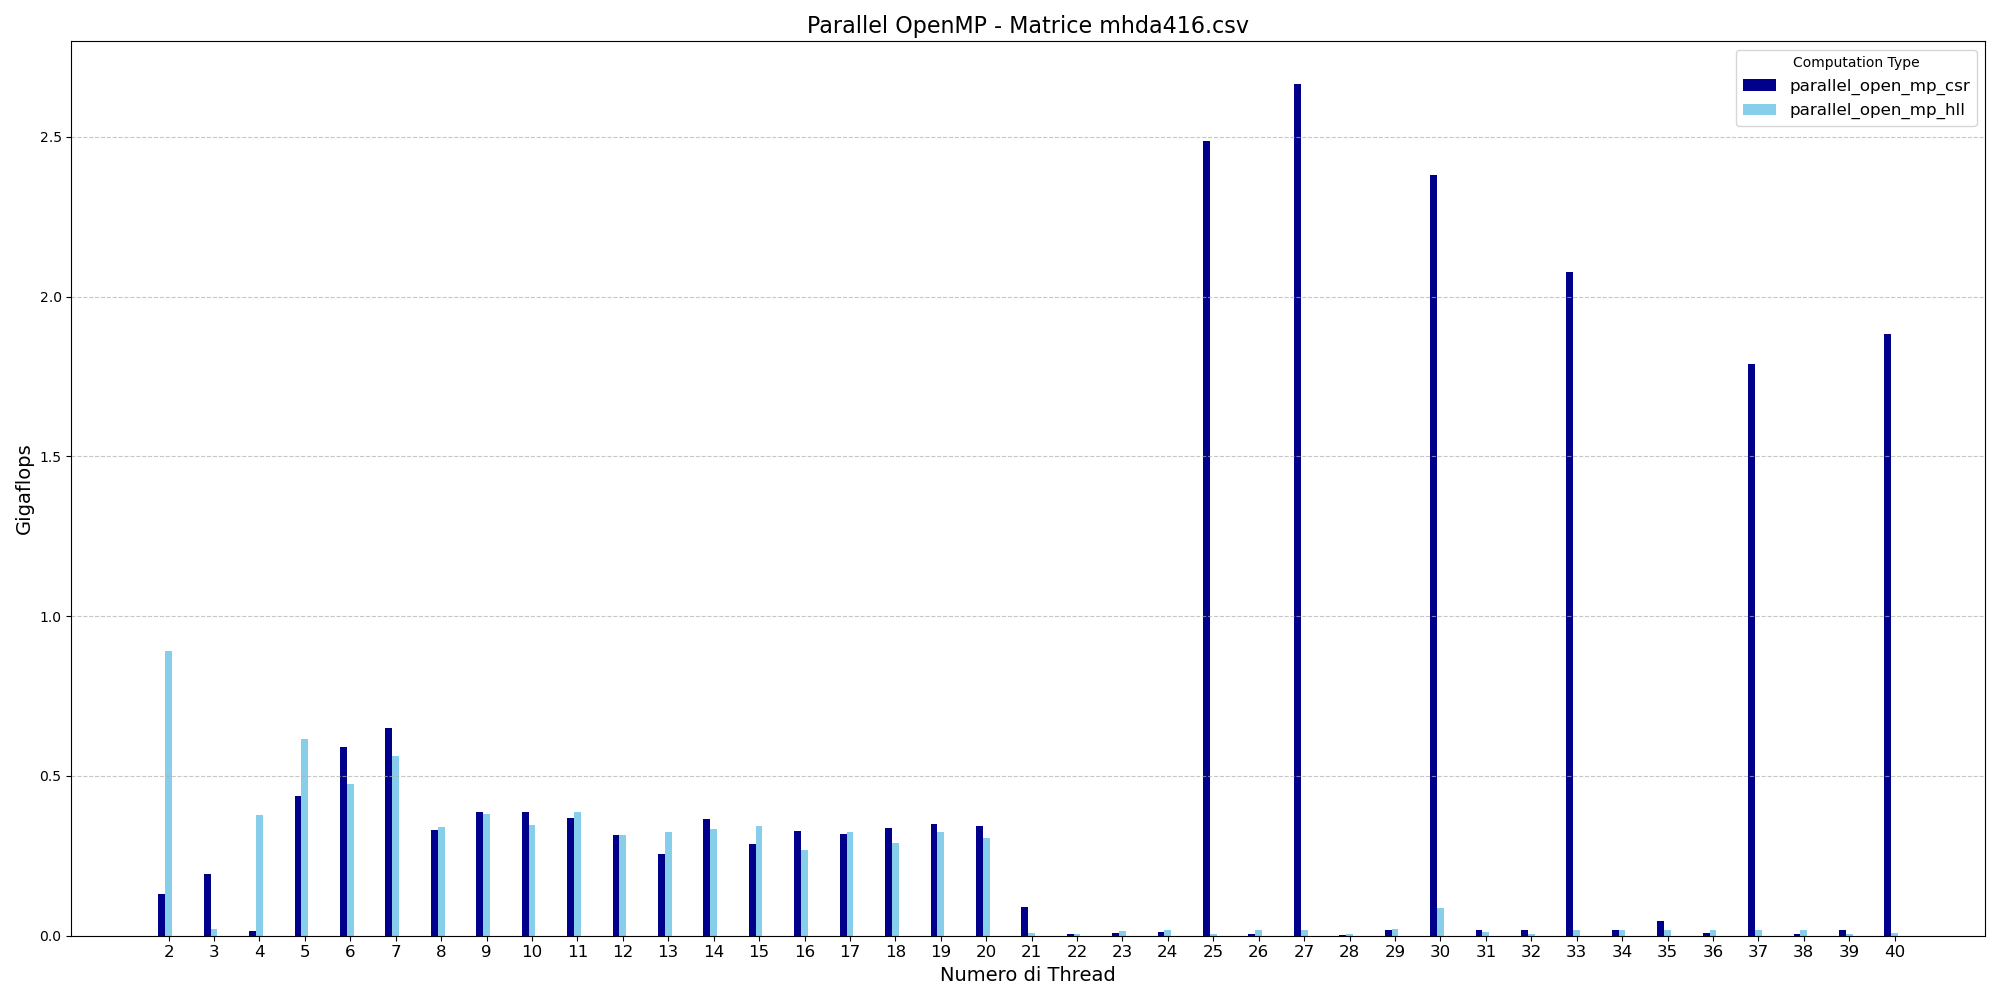 Parallel OpenMP - Matrice mhda416.csv
Computation Type
parallel_open_mp_csr
parallel_open_mp_hll
Gigaflops
2.5
2.0
1.5
1.0
0.5
0.0
2 3 4 5 6 7 8 9 10 11 12 13 14 15 16 17 18 19 20 21 22 23 24 25 26 27 28 29 30 31 32 33 34 35 36 37 38 39 40
Numero di Thread